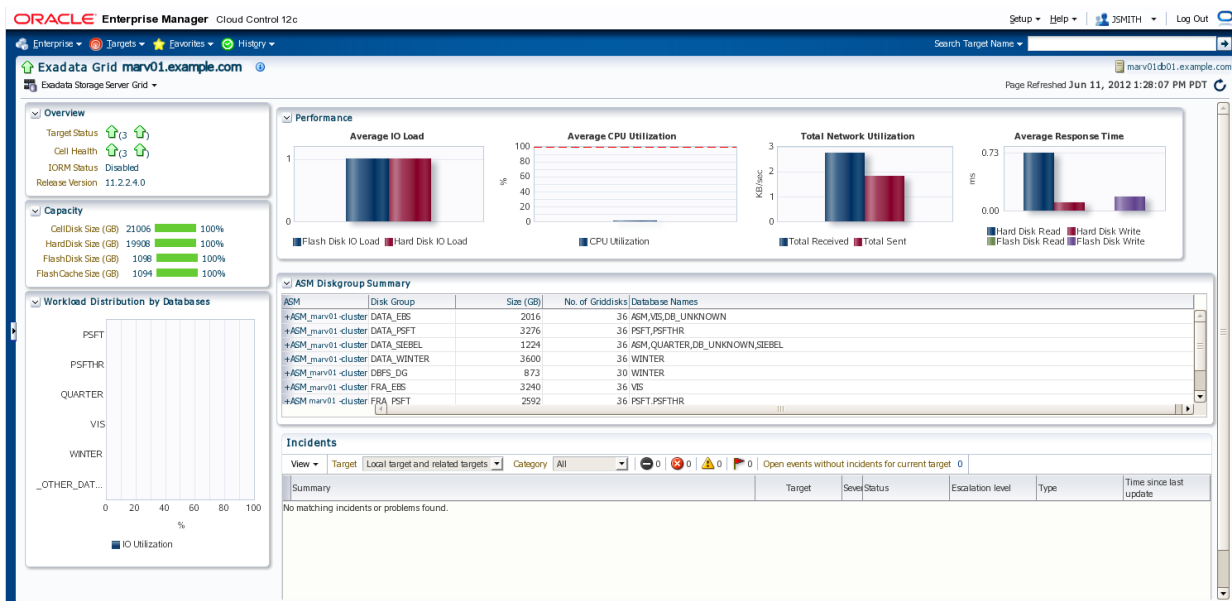 ORACLE Enterprise Manager Cloud Control 12c
Setup Help JSMITH Log Out
Enterprise Targets Favorites History Search Target Name
Exadata Grid marv01.example.com marv01db01.example.com
Exadata Storage Server Grid Page Refreshed Jun 11, 2012 1:28:07 PM PDT
Overview
Target Status (3 )
Cell Health (3 )
IORM Status Disabled
Release Version 11.2.2.4.0
Capacity
CellDisk Size (GB) 21006 100%
HardDisk Size (GB) 19908 100%
FlashDisk Size (GB) 1098 100%
FlashCache Size (GB) 1094 100%
Workload Distribution by Databases
PSFT
PSFTHR
QUARTER
VIS
WINTER
_OTHER_DAT...
0 20 40 60 80 100
%
IO Utilization
Performance
Average IO Load
1
0
Flash Disk IO Load Hard Disk IO Load
Average CPU Utilization
100
80
60
40
20
0
%
CPU Utilization
Total Network Utilization
3
2
1
0
KB/sec
Total Received Total Sent
Average Response Time
0.73
0.00
ms
Hard Disk Read Hard Disk Write
Flash Disk Read Flash Disk Write
ASM Diskgroup Summary
ASM Disk Group Size (GB) No. of Griddisks Database Names
+ASM_marv01-cluster DATA_EBS 2016 36 ASM,VIS,DB_UNKNOWN
+ASM_marv01-cluster DATA_PSFT 3276 36 PSFT,PSFTHR
+ASM_marv01-cluster DATA_SIEBEL 1224 36 ASM,QUARTER,DB_UNKNOWN,SIEBEL
+ASM_marv01-cluster DATA_WINTER 3600 36 WINTER
+ASM_marv01-cluster DBFS_DG 873 30 WINTER
+ASM_marv01-cluster FRA_EBS 3240 36 VIS
+ASM marv01-cluster FRA_PSFT 2592 36 PSFT,PSFTHR
Incidents
View Target Local target and related targets Category All 0 0 0 0 Open events without incidents for current target 0
Summary Target Sever Status Escalation level Type Time since last update
No matching incidents or problems found.